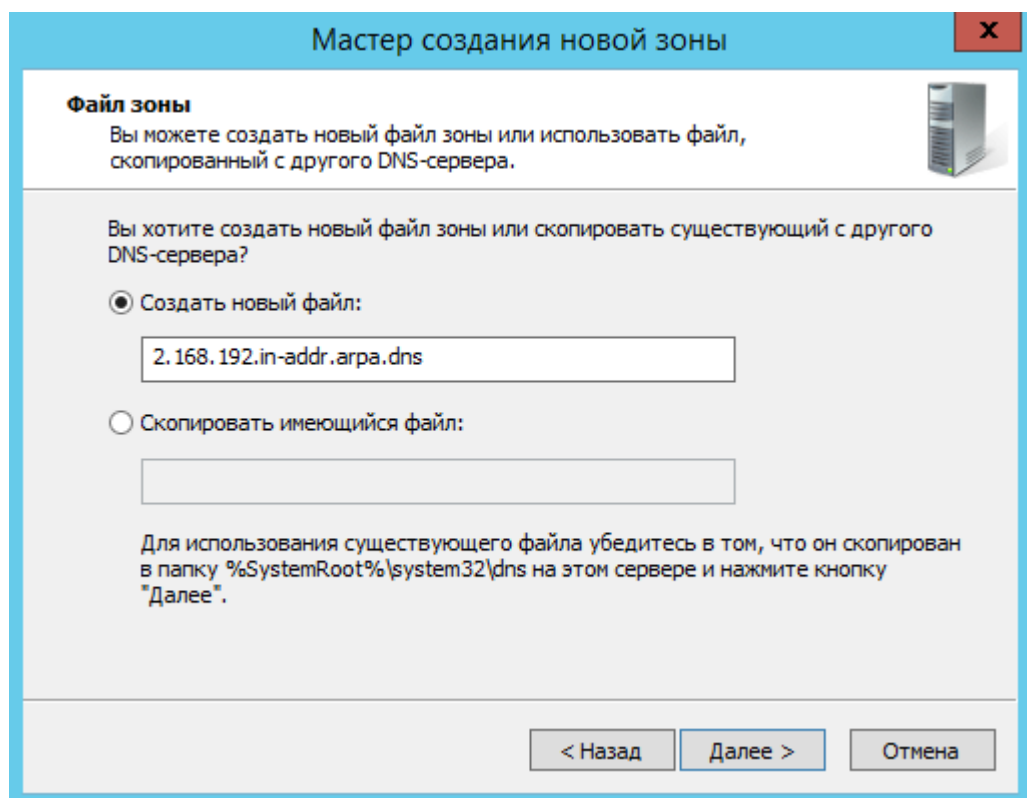 Мастер создания новой зоны
x
Файл зоны
Вы можете создать новый файл зоны или использовать файл,
скопированный с другого DNS-сервера.
Вы хотите создать новый файл зоны или скопировать существующий с другого
DNS-сервера?
Создать новый файл:
2.168.192.in-addr.arpa.dns
Скопировать имеющийся файл:
Для использования существующего файла убедитесь в том, что он скопирован
в папку %SystemRoot%\system32\dns на этом сервере и нажмите кнопку
"Далее".
< Назад
Далее >
Отмена